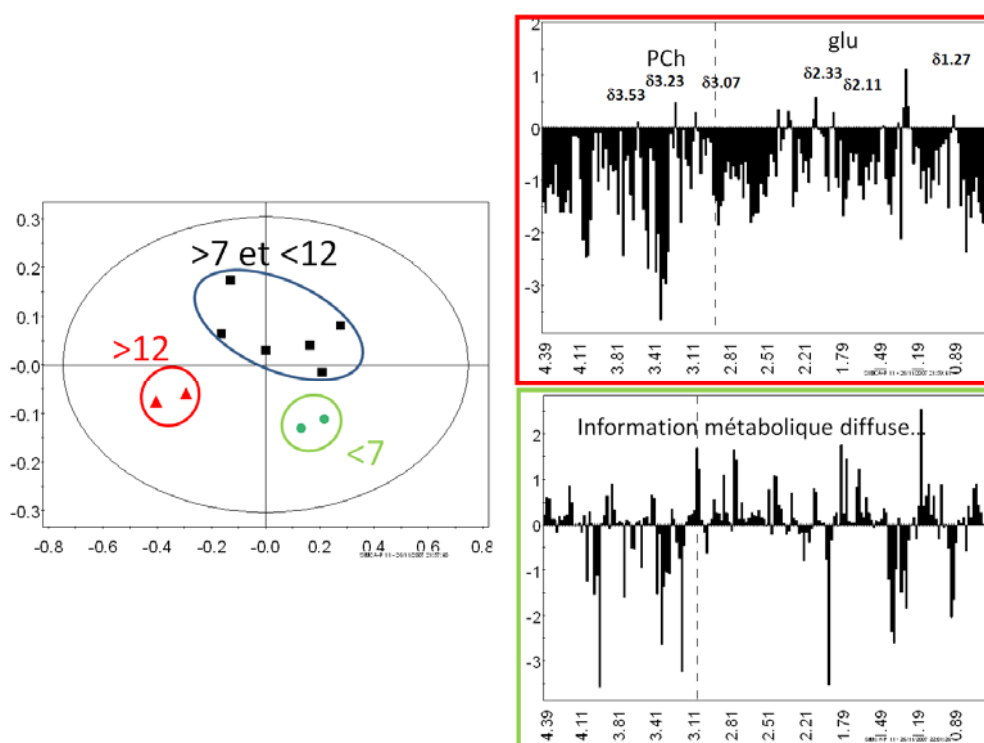 0.3
0.2
0.1
-0.0
-0.1
-0.2
-0.3
>7 et <12
>12
<7
-0.8 -0.6 -0.4 -0.2 -0.0 0.2 0.4 0.6 0.8
2
1
0
-1
-2
-3
PCh
glu
δ3.53
δ3.23
δ3.07
δ2.33
δ2.11
δ1.27
4.39 4.11 3.81 3.41 3.11 2.81 2.51 2.21 1.79 1.49 1.19 0.89
Information métabolique diffuse...
2
1
0
-1
-2
-3
4.39 4.11 3.81 3.41 3.11 2.81 2.51 2.21 1.79 1.49 1.19 0.89